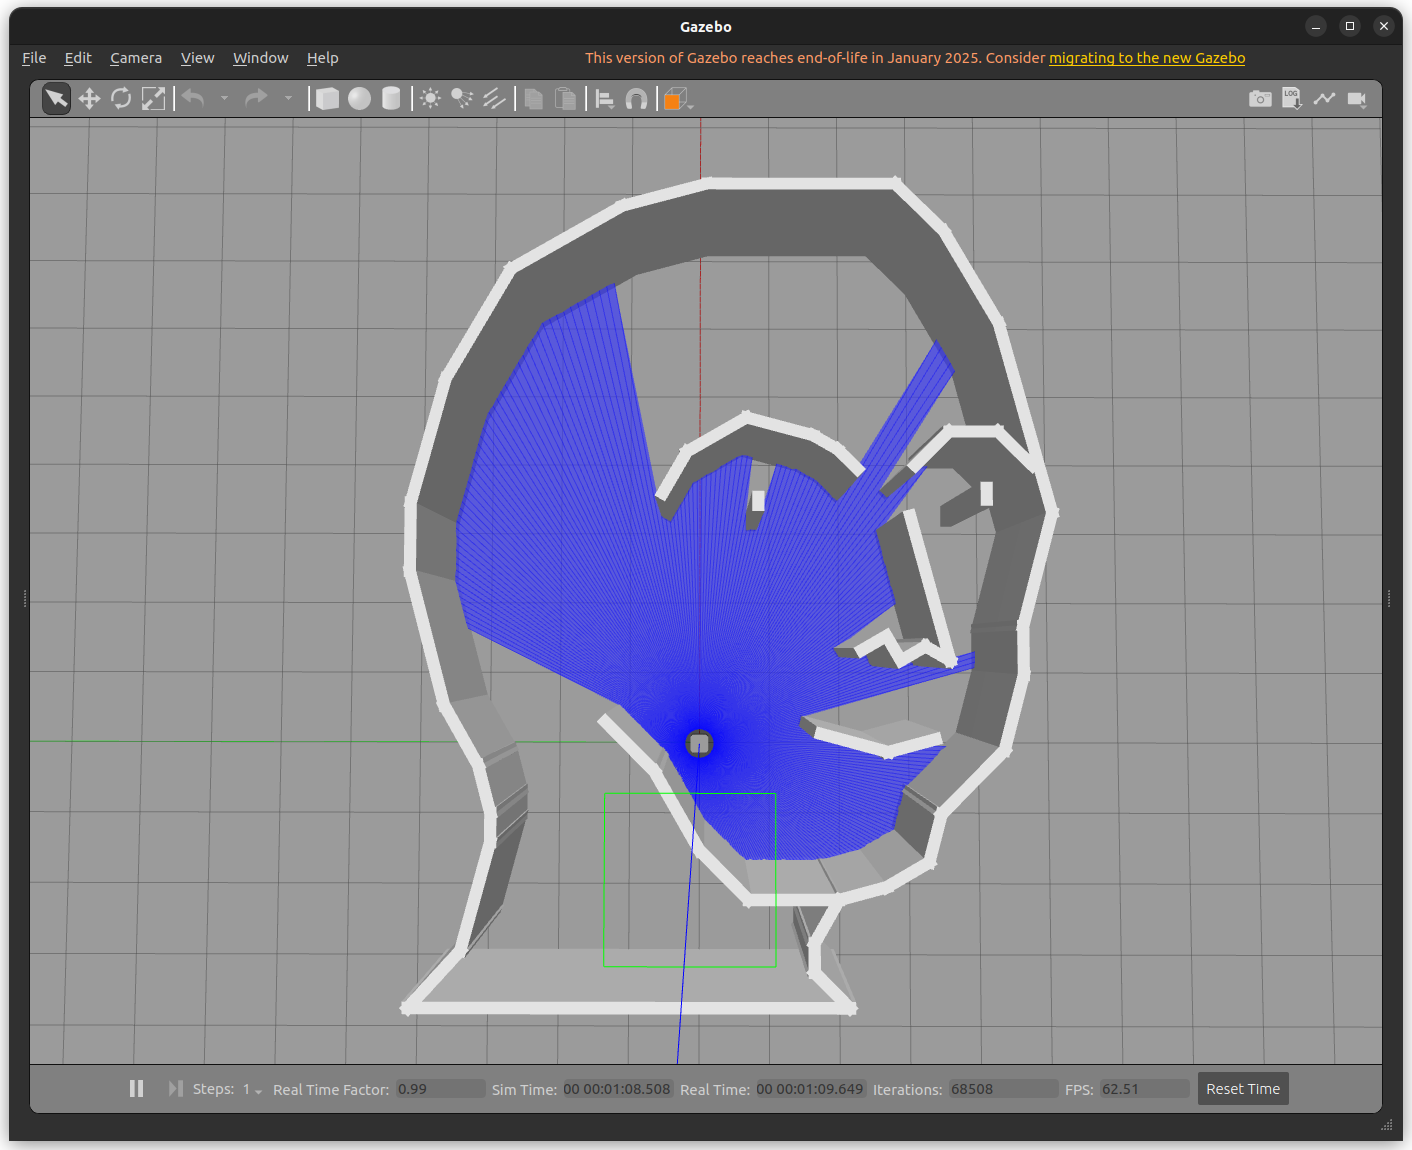 Gazebo
File Edit Camera View Window Help This version of Gazebo reaches end-of-life in January 2025. Consider migrating to the new Gazebo
LOG
Steps: 1 Real Time Factor: 0.99 Sim Time: 00 00:01:08.508 Real Time: 00 00:01:09.649 Iterations: 68508 FPS: 62.51 Reset Time